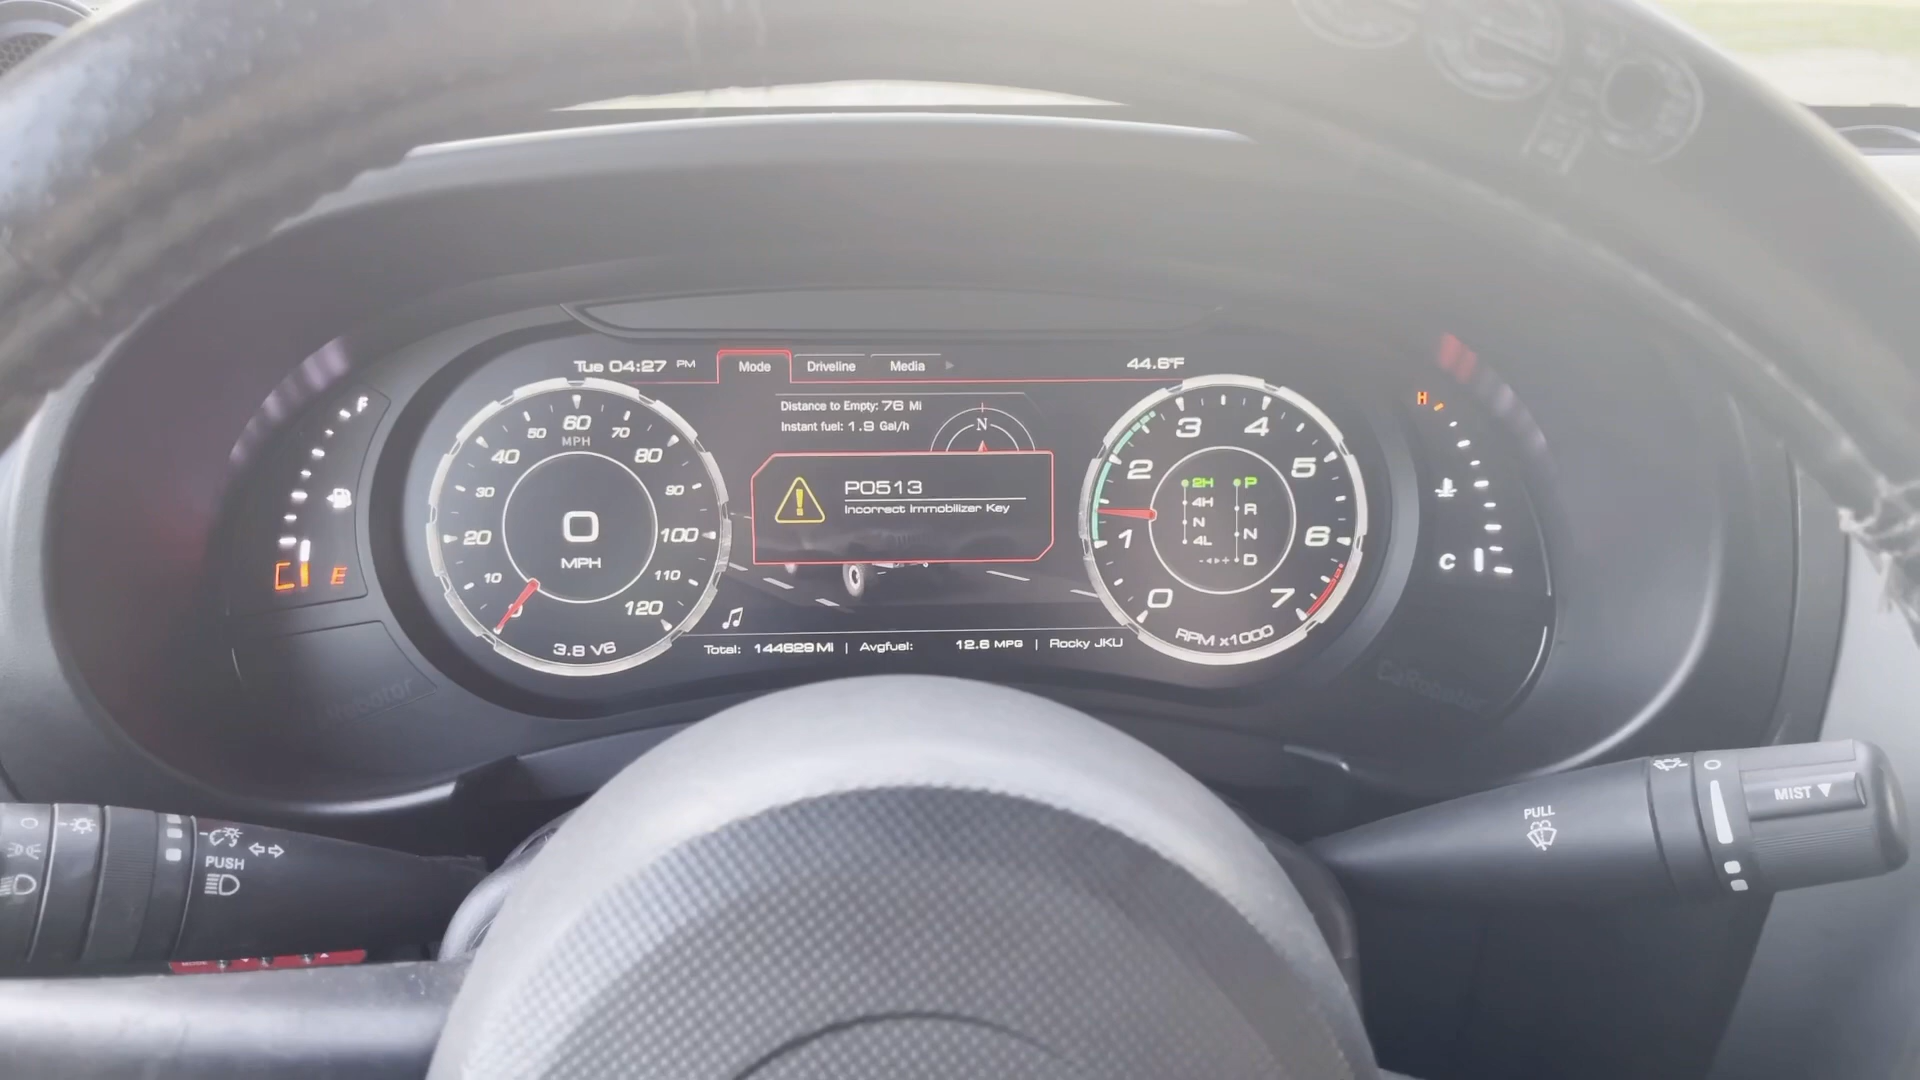 Tue 04:27 PM
Mode
Driveline
Media
44.6°F
Distance to Empty: 76 Mi
Instant fuel: 1.9 Gal/h
N
P0513
Incorrect Immobilizer Key
F
E
0
10
20
30
40
50
60
70
80
90
100
110
120
MPH
0
MPH
3.8 V6
0
1
2
3
4
5
6
7
2H
4H
N
4L
P
R
N
D
RPM x1000
H
C
Total: 144629 Mi | Avgfuel: 12.6 MPG | Rocky JKU
CaRobotor
PUSH
PULL
MIST